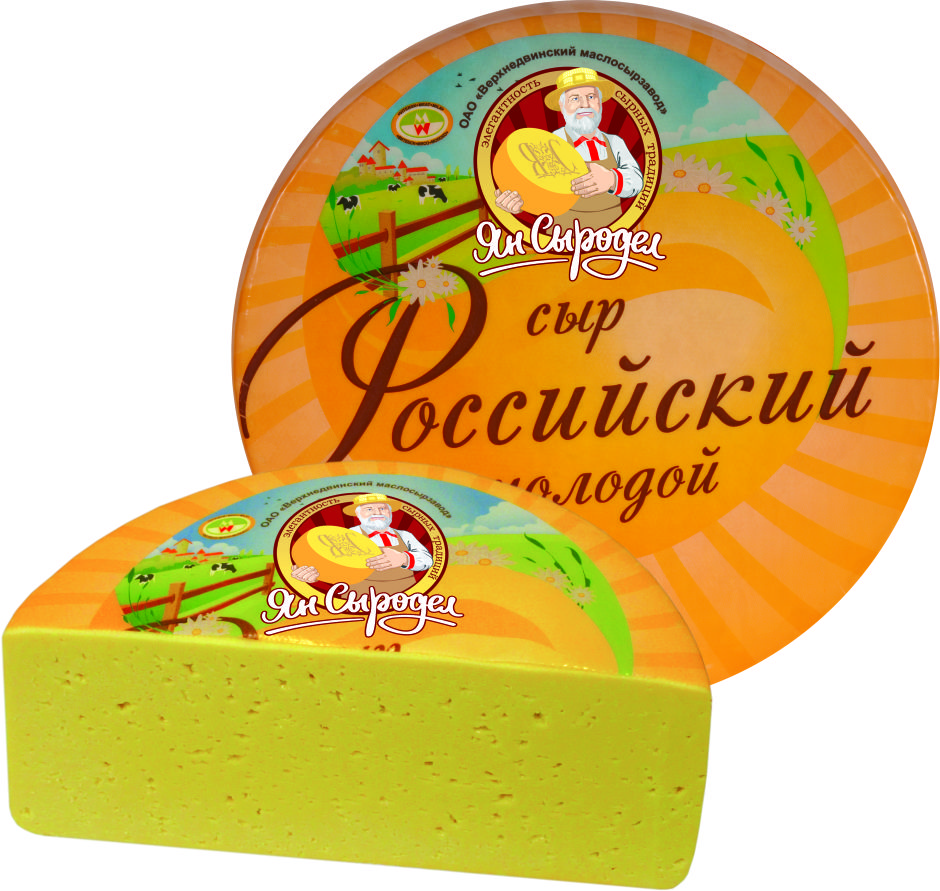 ОАО «Верхнедвинский маслосырзавод»
элегантность сырных традиций
Ян Сыродел
сыр
Российский
молодой
ОАО «Верхнедвинский маслосырзавод»
элегантность сырных традиций
Ян Сыродел